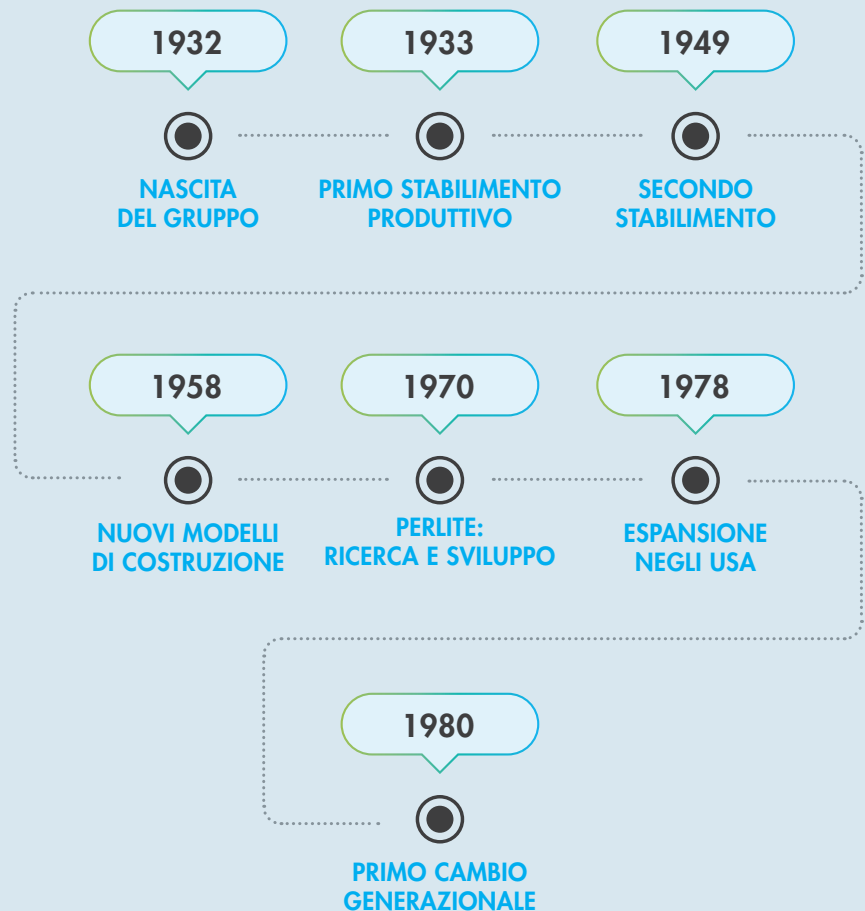 1932
NASCITA
DEL GRUPPO
1933
PRIMO STABILIMENTO
PRODUTTIVO
1949
SECONDO
STABILIMENTO
1958
NUOVI MODELLI
DI COSTRUZIONE
1970
PERLITE:
RICERCA E SVILUPPO
1978
ESPANSIONE
NEGLI USA
1980
PRIMO CAMBIO
GENERAZIONALE